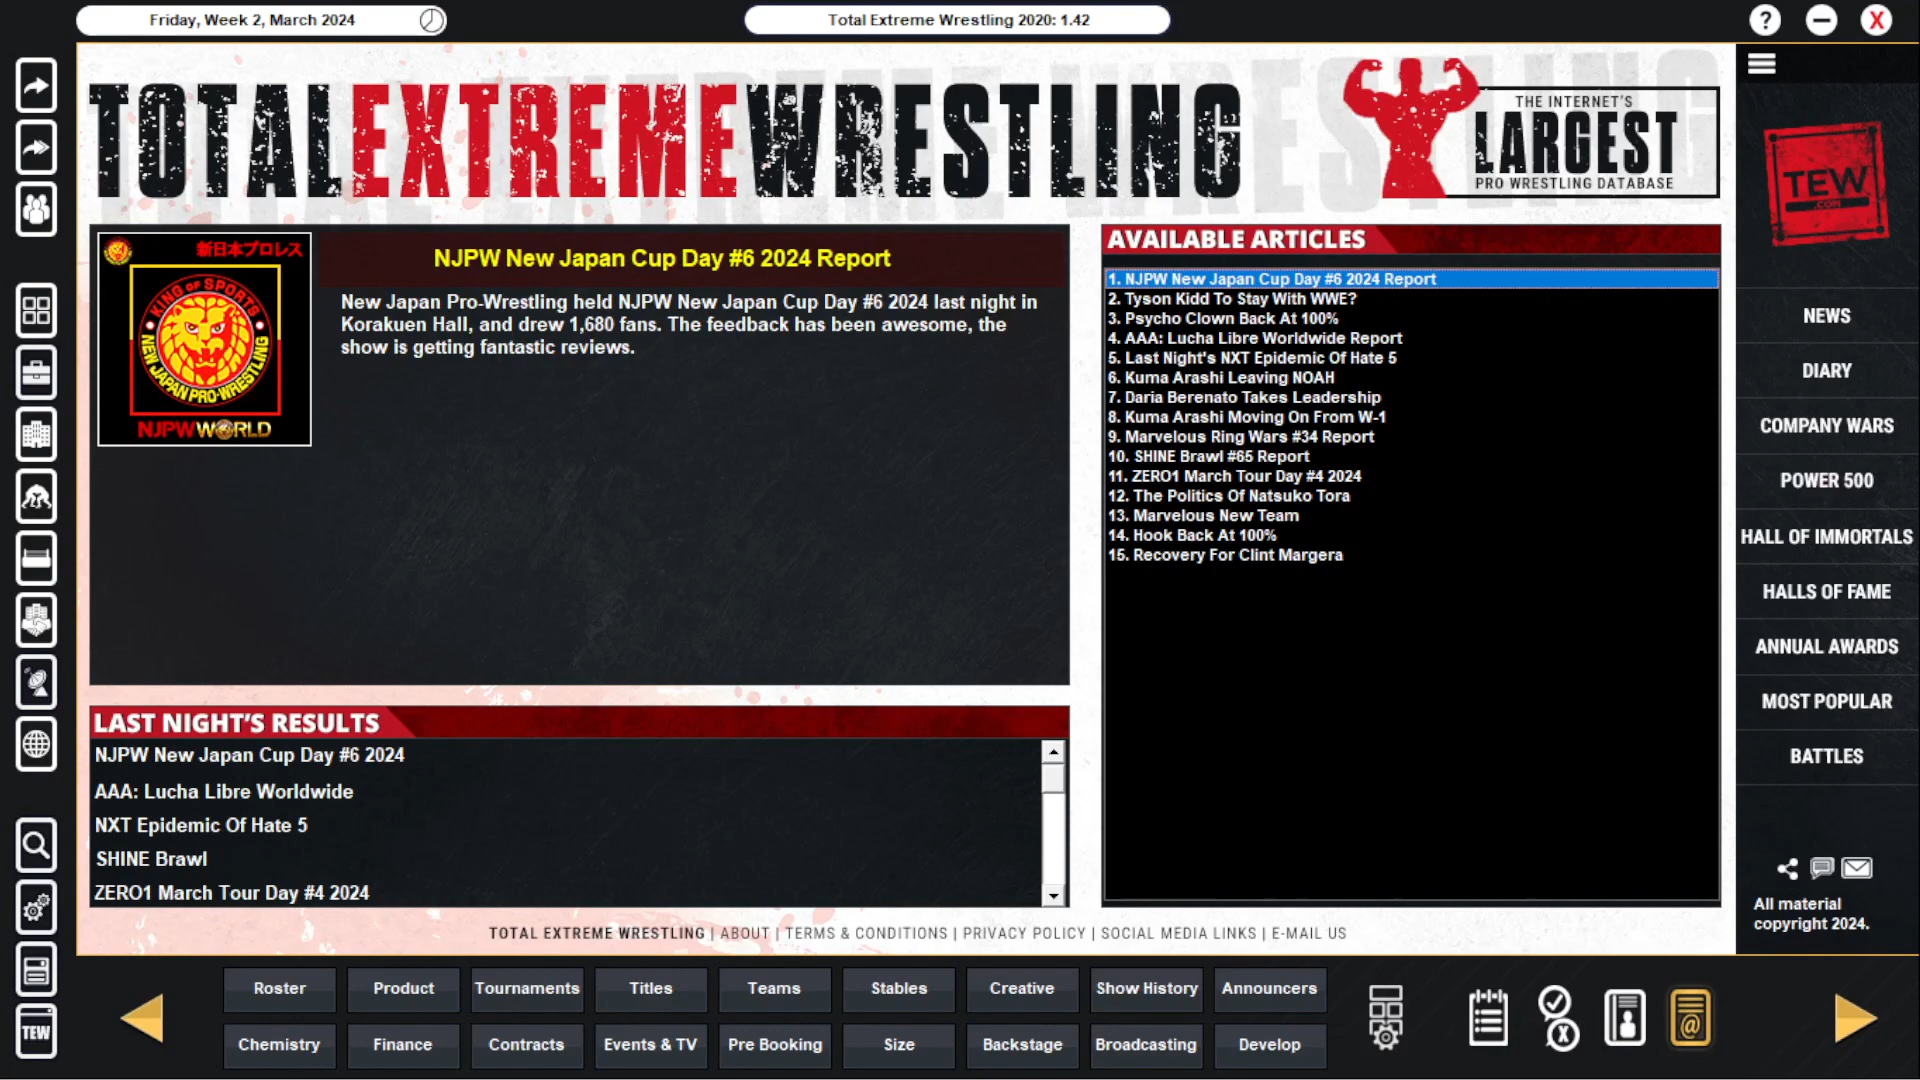 Friday, Week 2, March 2024
Total Extreme Wrestling 2020: 1.42
?
X
TOTALEXTREMEWRESTLING
THE INTERNET'S
LARGEST
PRO WRESTLING DATABASE
TEW
.COM
新日本プロレス
KING OF SPORTS
NEW JAPAN PRO-WRESTLING
NJPWWORLD
NJPW New Japan Cup Day #6 2024 Report
New Japan Pro-Wrestling held NJPW New Japan Cup Day #6 2024 last night in
Korakuen Hall, and drew 1,680 fans. The feedback has been awesome, the
show is getting fantastic reviews.
AVAILABLE ARTICLES
1. NJPW New Japan Cup Day #6 2024 Report
2. Tyson Kidd To Stay With WWE?
3. Psycho Clown Back At 100%
4. AAA: Lucha Libre Worldwide Report
5. Last Night's NXT Epidemic Of Hate 5
6. Kuma Arashi Leaving NOAH
7. Daria Berenato Takes Leadership
8. Kuma Arashi Moving On From W-1
9. Marvelous Ring Wars #34 Report
10. SHINE Brawl #65 Report
11. ZERO1 March Tour Day #4 2024
12. The Politics Of Natsuko Tora
13. Marvelous New Team
14. Hook Back At 100%
15. Recovery For Clint Margera
NEWS
DIARY
COMPANY WARS
POWER 500
HALL OF IMMORTALS
HALLS OF FAME
ANNUAL AWARDS
MOST POPULAR
BATTLES
All material
copyright 2024.
LAST NIGHT'S RESULTS
NJPW New Japan Cup Day #6 2024
AAA: Lucha Libre Worldwide
NXT Epidemic Of Hate 5
SHINE Brawl
ZERO1 March Tour Day #4 2024
TOTAL EXTREME WRESTLING | ABOUT | TERMS & CONDITIONS | PRIVACY POLICY | SOCIAL MEDIA LINKS | E-MAIL US
Roster
Product
Tournaments
Titles
Teams
Stables
Creative
Show History
Announcers
Chemistry
Finance
Contracts
Events & TV
Pre Booking
Size
Backstage
Broadcasting
Develop
TEW